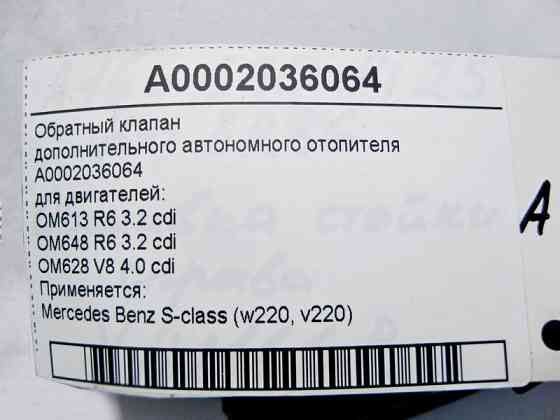 A0002036064
Обратный клапан
дополнительного автономного отопителя
A0002036064
для двигателей:
OM613 R6 3.2 cdi
OM648 R6 3.2 cdi
OM628 V8 4.0 cdi
Применяется:
Mercedes Benz S-class (w220, v220)
A